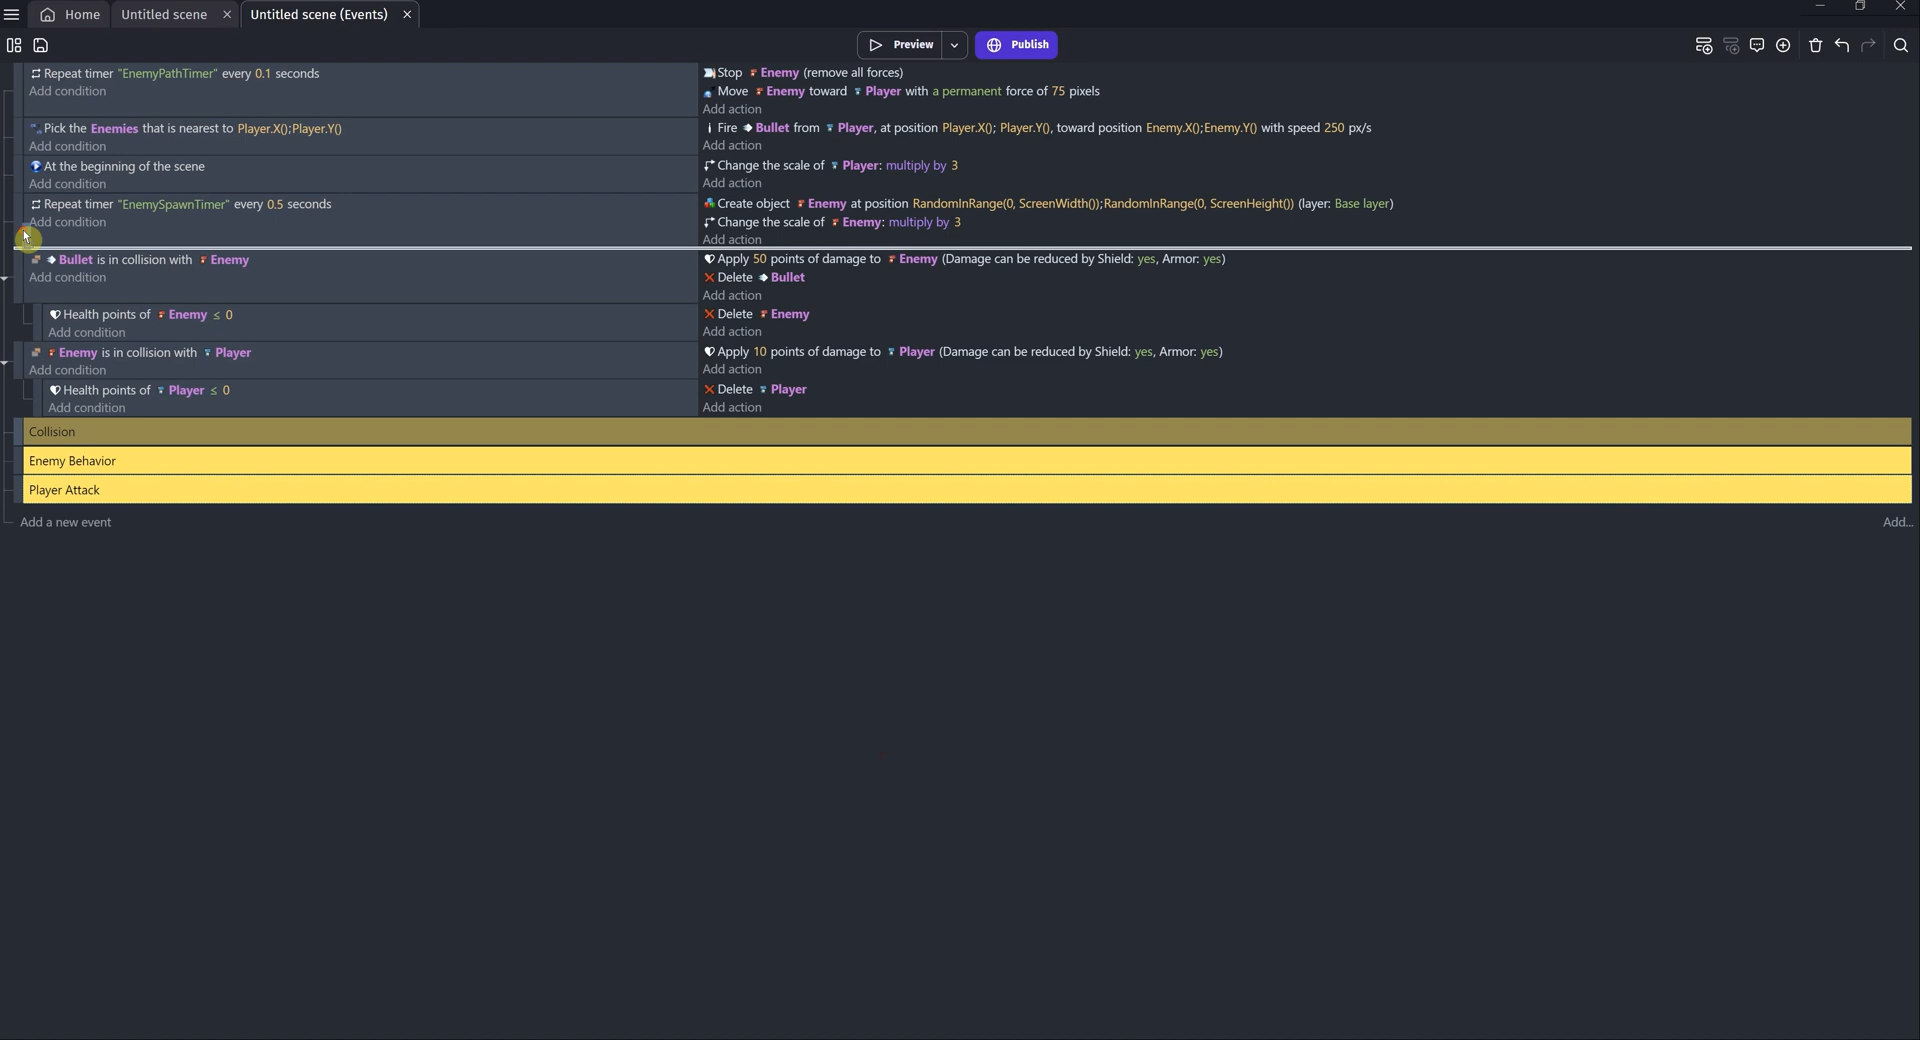 Home Untitled scene Untitled scene (Events)
Preview Publish
Repeat timer "EnemyPathTimer" every 0.1 seconds
Add condition
Stop Enemy (remove all forces)
Move Enemy toward Player with a permanent force of 75 pixels
Add action
Pick the Enemies that is nearest to Player.X();Player.Y()
Add condition
Fire Bullet from Player, at position Player.X(); Player.Y(), toward position Enemy.X();Enemy.Y() with speed 250 px/s
Add action
At the beginning of the scene
Add condition
Change the scale of Player: multiply by 3
Add action
Repeat timer "EnemySpawnTimer" every 0.5 seconds
Add condition
Create object Enemy at position RandomInRange(0, ScreenWidth());RandomInRange(0, ScreenHeight()) (layer: Base layer)
Change the scale of Enemy: multiply by 3
Add action
Bullet is in collision with Enemy
Add condition
Apply 50 points of damage to Enemy (Damage can be reduced by Shield: yes, Armor: yes)
Delete Bullet
Add action
Health points of Enemy ≤ 0
Add condition
Delete Enemy
Add action
Enemy is in collision with Player
Add condition
Apply 10 points of damage to Player (Damage can be reduced by Shield: yes, Armor: yes)
Add action
Health points of Player ≤ 0
Add condition
Delete Player
Add action
Collision
Enemy Behavior
Player Attack
Add a new event Add...